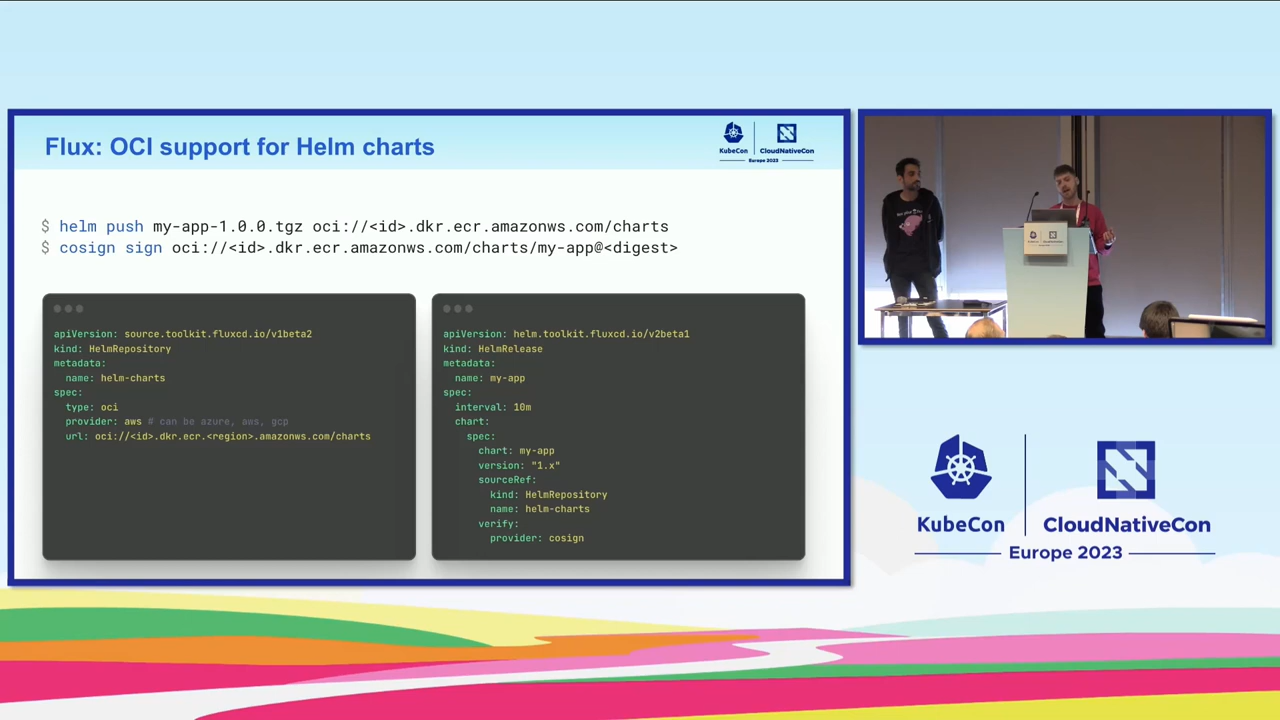 Flux: OCI support for Helm charts
KubeCon
CloudNativeCon
Europe 2023
$ helm push my-app-1.0.0.tgz oci://<id>.dkr.ecr.amazonws.com/charts
$ cosign sign oci://<id>.dkr.ecr.amazonws.com/charts/my-app@<digest>
apiVersion: source.toolkit.fluxcd.io/v1beta2
kind: HelmRepository
metadata:
  name: helm-charts
spec:
  type: oci
  provider: aws # can be azure, aws, gcp
  url: oci://<id>.dkr.ecr.<region>.amazonws.com/charts
apiVersion: helm.toolkit.fluxcd.io/v2beta1
kind: HelmRelease
metadata:
  name: my-app
spec:
  interval: 10m
  chart:
    spec:
      chart: my-app
      version: "1.x"
      sourceRef:
        kind: HelmRepository
        name: helm-charts
      verify:
        provider: cosign
KubeCon
CloudNativeCon
Europe 2023